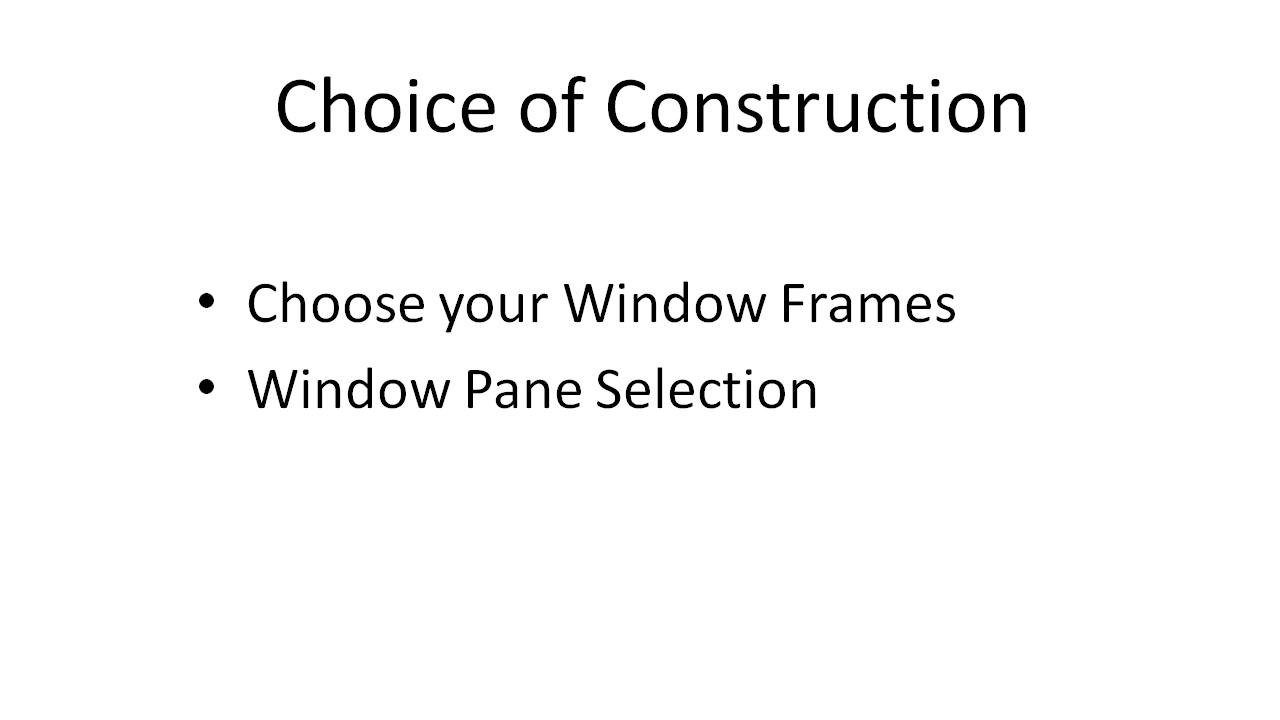 Choice of Construction
• Choose your Window Frames
• Window Pane Selection